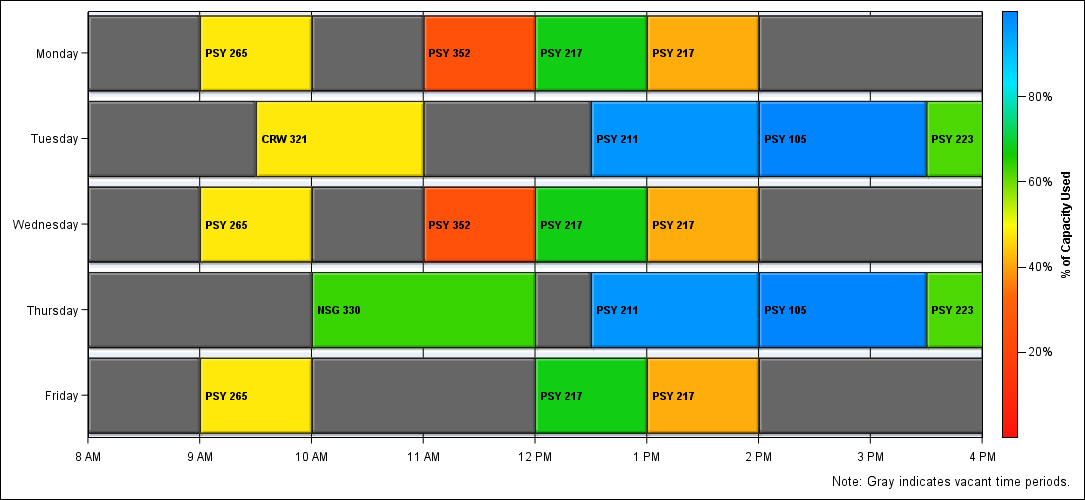 Monday
PSY 265
PSY 352
PSY 217
PSY 217
Tuesday
CRW 321
PSY 211
PSY 105
PSY 223
Wednesday
PSY 265
PSY 352
PSY 217
PSY 217
Thursday
NSG 330
PSY 211
PSY 105
PSY 223
Friday
PSY 265
PSY 217
PSY 217
8 AM
9 AM
10 AM
11 AM
12 PM
1 PM
2 PM
3 PM
4 PM
80%
60%
40%
20%
% of Capacity Used
Note: Gray indicates vacant time periods.